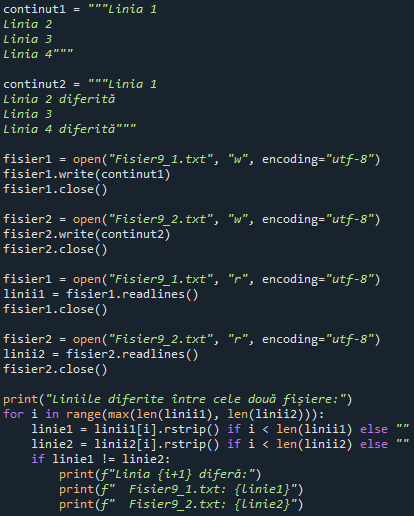 continut1 = """Linia 1
Linia 2
Linia 3
Linia 4"""

continut2 = """Linia 1
Linia 2 diferită
Linia 3
Linia 4 diferită"""

fisier1 = open("Fisier9_1.txt", "w", encoding="utf-8")
fisier1.write(continut1)
fisier1.close()

fisier2 = open("Fisier9_2.txt", "w", encoding="utf-8")
fisier2.write(continut2)
fisier2.close()

fisier1 = open("Fisier9_1.txt", "r", encoding="utf-8")
linii1 = fisier1.readlines()
fisier1.close()

fisier2 = open("Fisier9_2.txt", "r", encoding="utf-8")
linii2 = fisier2.readlines()
fisier2.close()

print("Liniile diferite între cele două fișiere:")
for i in range(max(len(linii1), len(linii2))):
    linie1 = linii1[i].rstrip() if i < len(linii1) else ""
    linie2 = linii2[i].rstrip() if i < len(linii2) else ""
    if linie1 != linie2:
        print(f"Linia {i+1} diferă:")
        print(f"  Fisier9_1.txt: {linie1}")
        print(f"  Fisier9_2.txt: {linie2}")